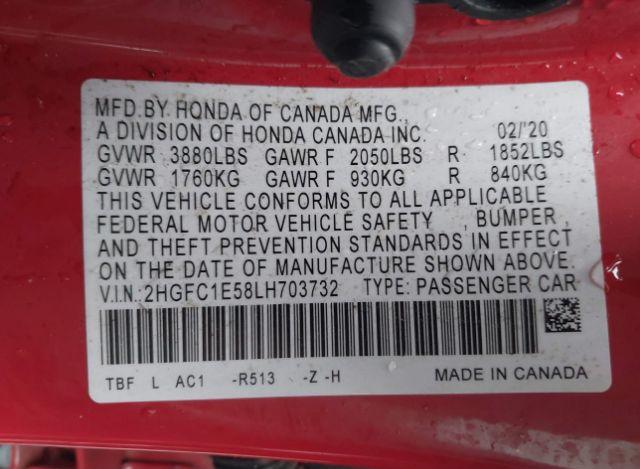 MFD.BY HONDA OF CANADA MFG.,
A DIVISION OF HONDA CANADA INC. 02/'20
GVWR 3880LBS GAWR F 2050LBS R 1852LBS
GVWR 1760KG GAWR F 930KG R 840KG
THIS VEHICLE CONFORMS TO ALL APPLICABLE
FEDERAL MOTOR VEHICLE SAFETY , BUMPER
AND THEFT PREVENTION STANDARDS IN EFFECT
ON THE DATE OF MANUFACTURE SHOWN ABOVE.
V.I.N.:2HGFC1E58LH703732 TYPE: PASSENGER CAR
TBF L AC1 -R513 -Z -H MADE IN CANADA